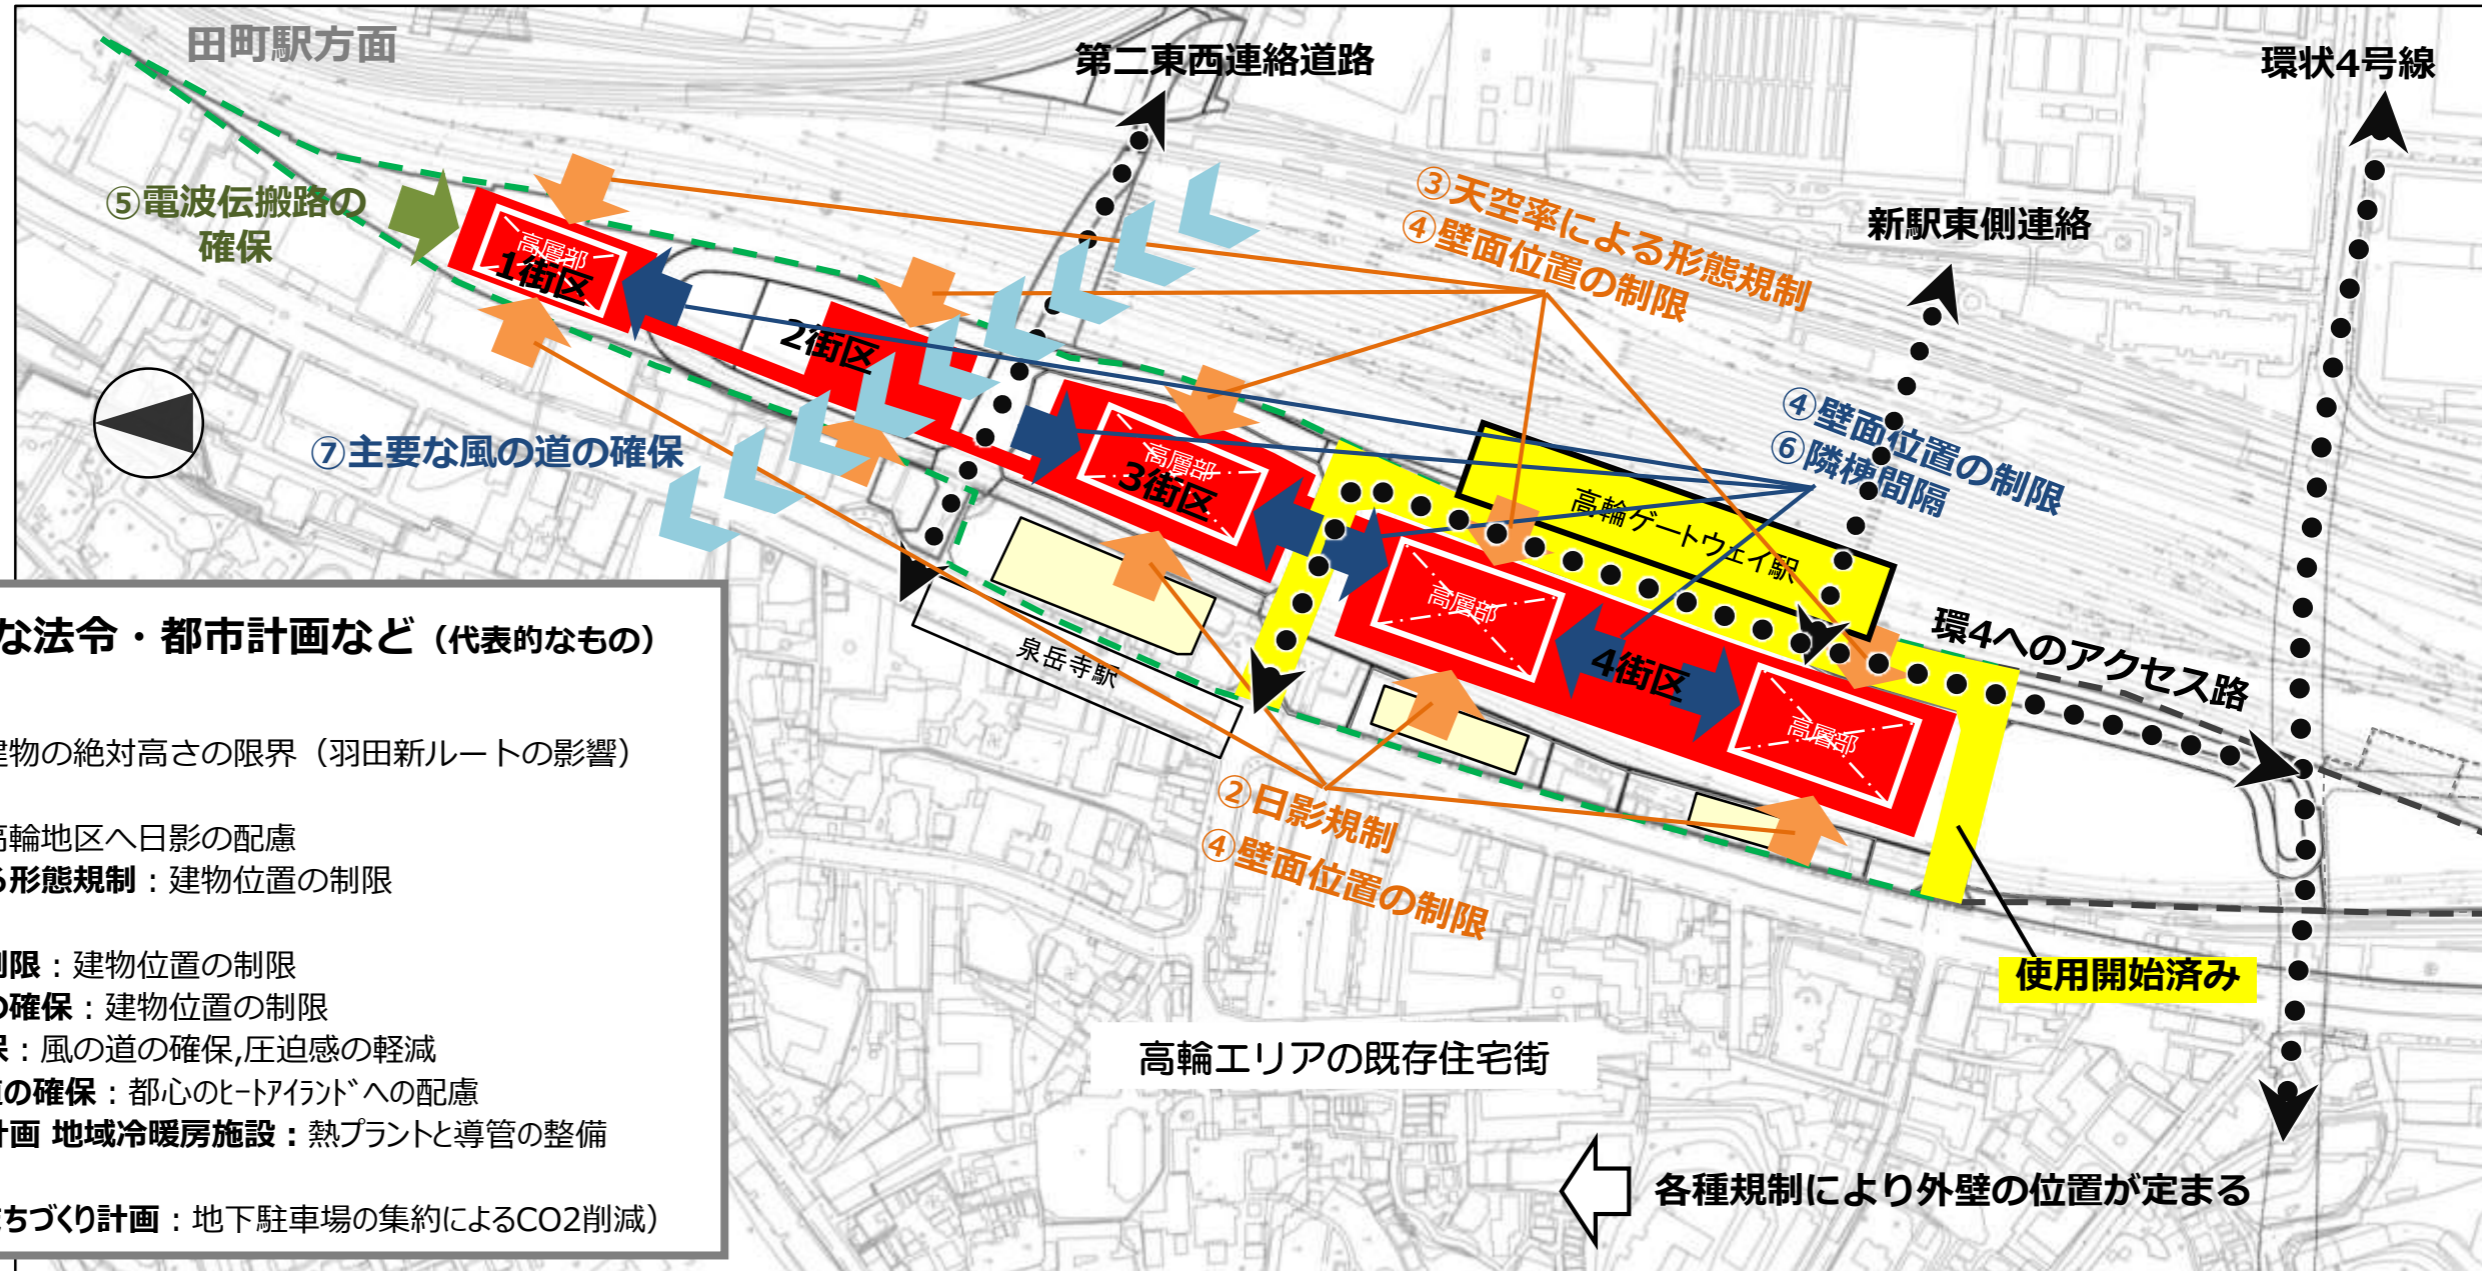 田町駅方面
第二東西連絡道路
環状4号線
⑤電波伝搬路の
確保
③天空率による形態規制
④壁面位置の制限
新駅東側連絡
高層部
1街区
2街区
④壁面位置の制限
⑥隣棟間隔
⑦主要な風の道の確保
高層部
3街区
高輪ゲートウェイ駅
高層部
4街区
高層部
環4へのアクセス路
泉岳寺駅
②日影規制
④壁面位置の制限
使用開始済み
な法令・都市計画など（代表的なもの）
建物の絶対高さの限界（羽田新ルートの影響）
高輪地区へ日影の配慮
る形態規制：建物位置の制限
制限：建物位置の制限
の確保：建物位置の制限
保：風の道の確保,圧迫感の軽減
道の確保：都心のﾋｰﾄｱｲﾗﾝﾄﾞへの配慮
計画 地域冷暖房施設：熱プラントと導管の整備
まちづくり計画：地下駐車場の集約によるCO2削減）
高輪エリアの既存住宅街
各種規制により外壁の位置が定まる